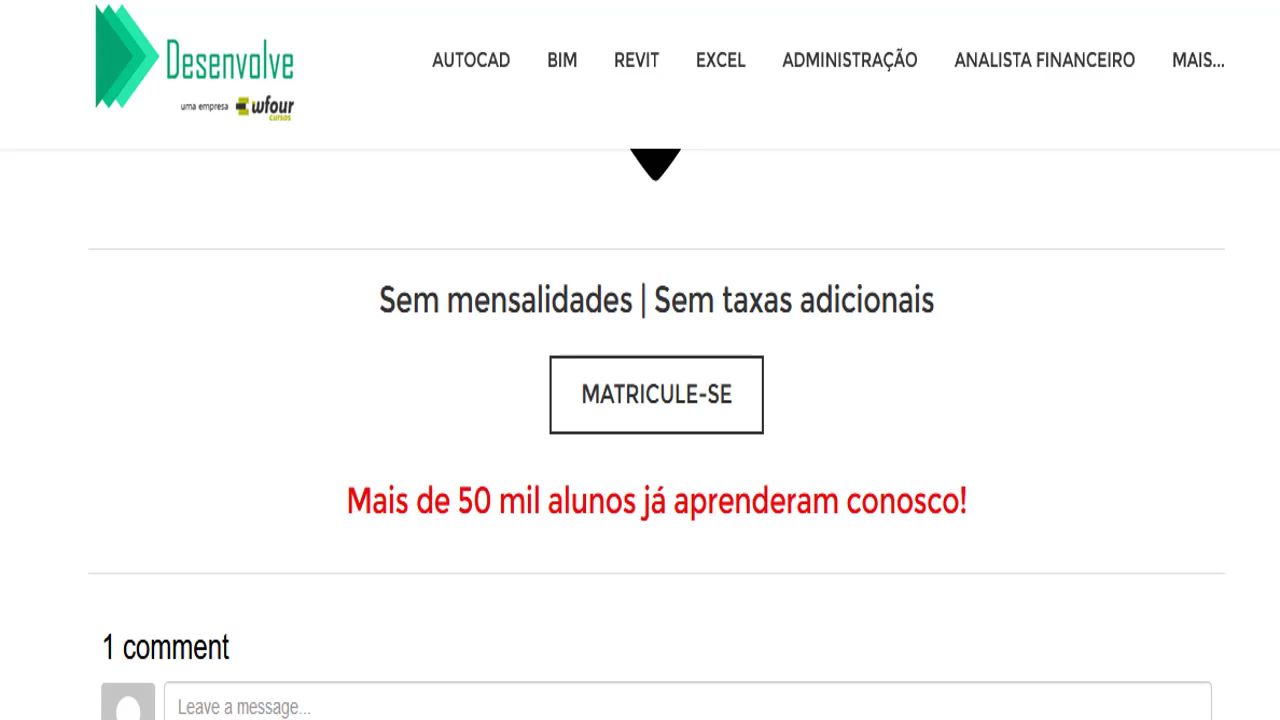 Desenvolve
uma empresa wfour
cursos
AUTOCAD BIM REVIT EXCEL ADMINISTRAÇÃO ANALISTA FINANCEIRO MAIS...
Sem mensalidades | Sem taxas adicionais
MATRICULE-SE
Mais de 50 mil alunos já aprenderam conosco!
1 comment
Leave a message...